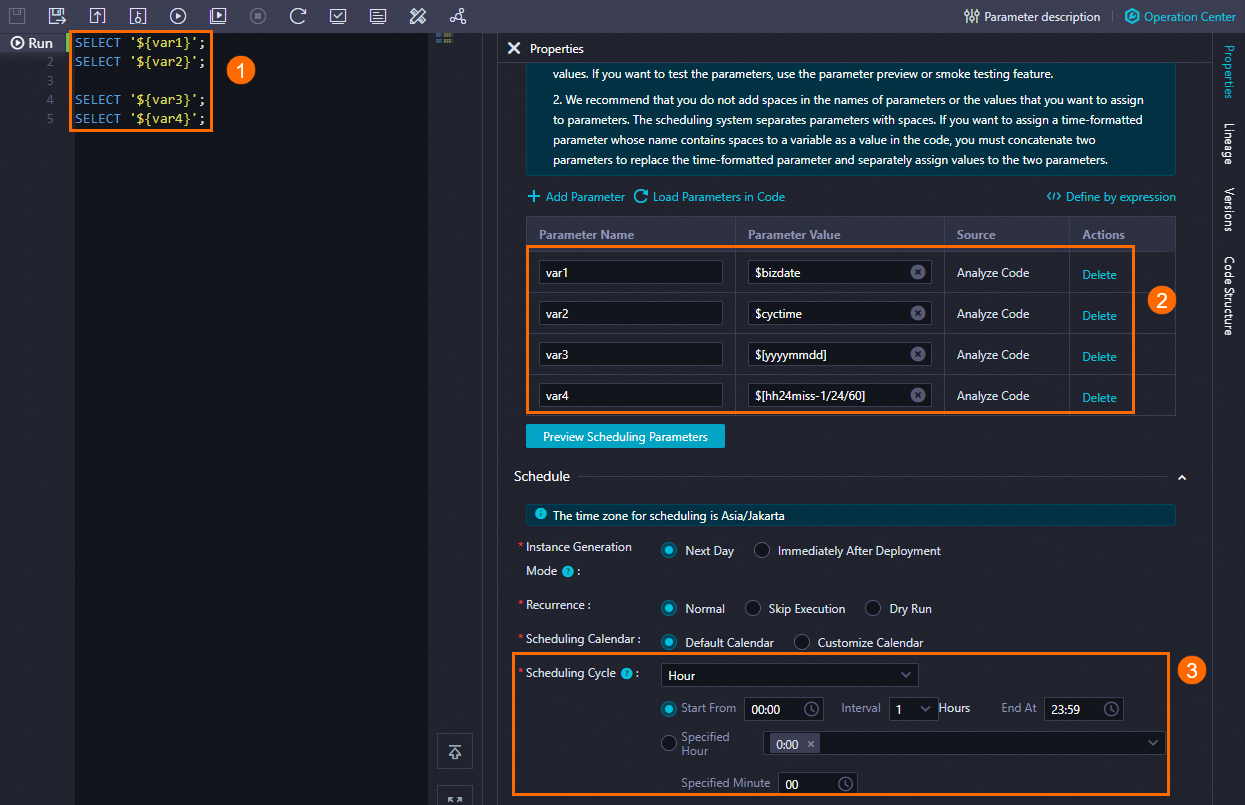 Parameter description
Operation Center
Run
SELECT '${var1}';
2 SELECT '${var2}';
3
4 SELECT '${var3}';
5 SELECT '${var4}';
1
Properties
values. If you want to test the parameters, use the parameter preview or smoke testing feature.
2. We recommend that you do not add spaces in the names of parameters or the values that you want to assign
to parameters. The scheduling system separates parameters with spaces. If you want to assign a time-formatted
parameter whose name contains spaces to a variable as a value in the code, you must concatenate two
parameters to replace the time-formatted parameter and separately assign values to the two parameters.
Add Parameter Load Parameters in Code Define by expression
Parameter Name Parameter Value Source Actions
var1 $bizdate Analyze Code Delete
var2 $cyctime Analyze Code Delete
var3 $[yyyymmdd] Analyze Code Delete
var4 $[hh24miss-1/24/60] Analyze Code Delete
2
Preview Scheduling Parameters
Schedule
The time zone for scheduling is Asia/Jakarta
* Instance Generation
Mode ? :
Next Day Immediately After Deployment
* Recurrence : Normal Skip Execution Dry Run
* Scheduling Calendar : Default Calendar Customize Calendar
* Scheduling Cycle ? : Hour
3
Start From 00:00 Interval 1 Hours End At 23:59
Specified
Hour
0:00 ×
Specified Minute 00
Properties
Lineage
Versions
Code Structure